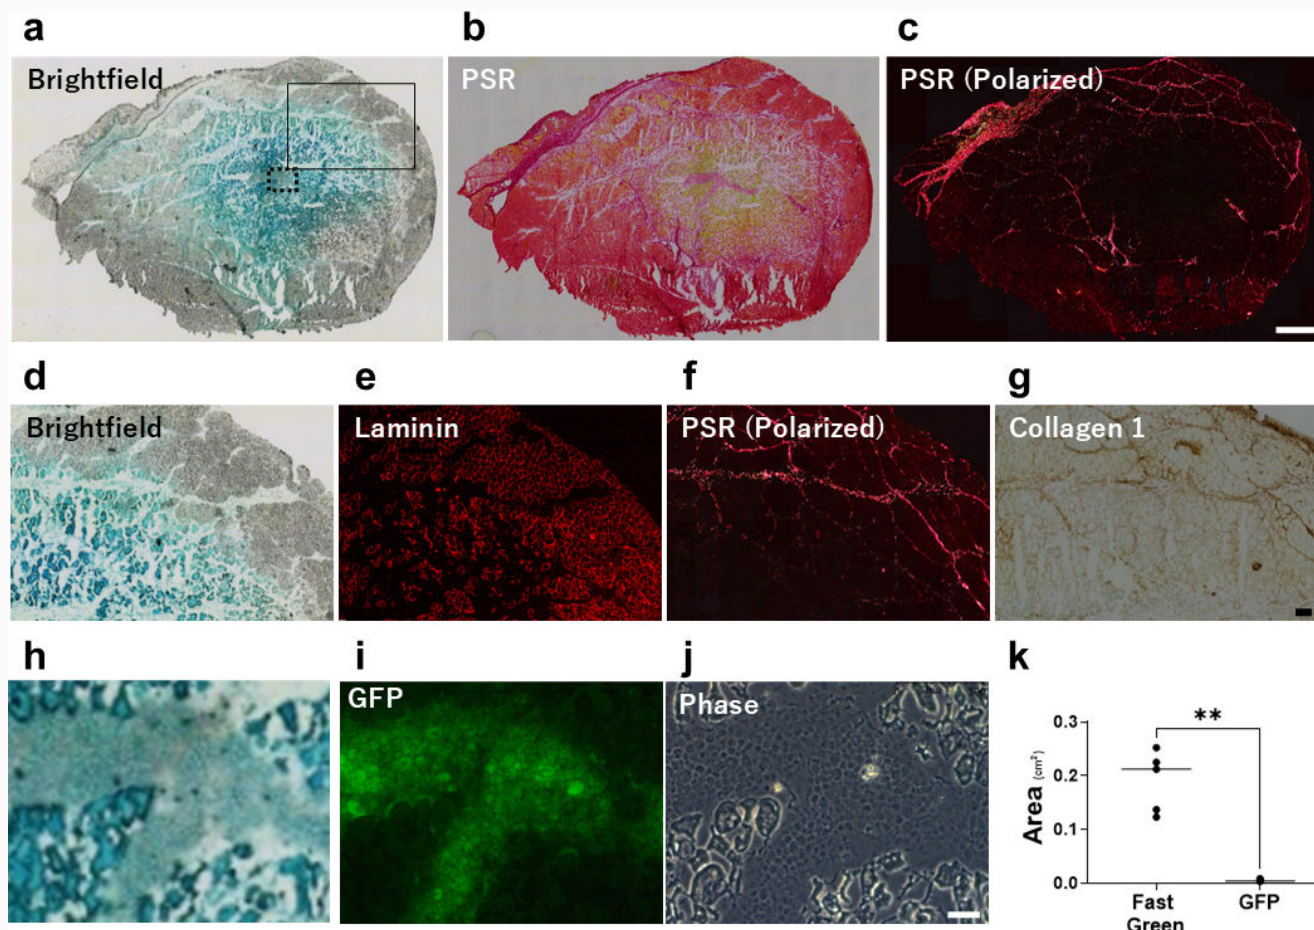 a
b
c
Brightfield
PSR
PSR (Polarized)
d
e
f
g
Brightfield
Laminin
PSR (Polarized)
Collagen 1
h
i
j
k
GFP
Phase
**
0.3
0.2
0.1
0.0
Area (cm²)
Fast
Green
GFP